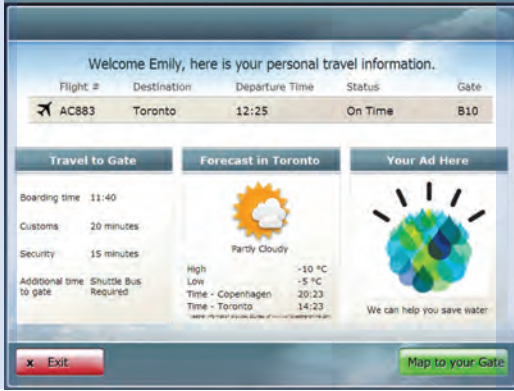 Welcome Emily, here is your personal travel information.
Flight # Destination Departure Time Status Gate
AC883 Toronto 12:25 On Time B10
Travel to Gate
Boarding time 11:40
Customs 20 minutes
Security 15 minutes
Additional time Shuttle Bus
to gate Required
Forecast in Toronto
Partly Cloudy
High -10 °C
Low -5 °C
Time - Copenhagen 20:23
Time - Toronto 14:23
Your Ad Here
We can help you save water
x Exit
Map to your Gate